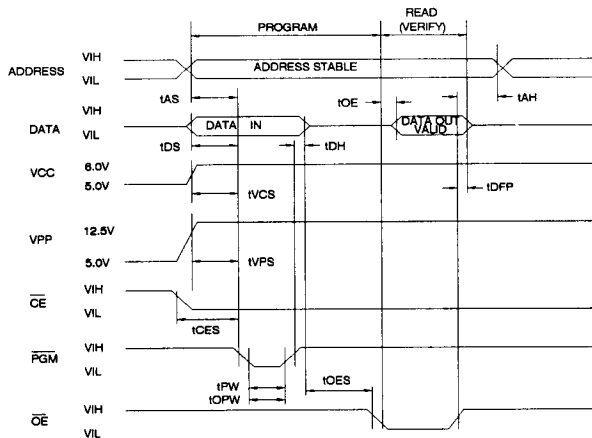 PROGRAM
READ
(VERIFY)
ADDRESS
VIH
VIL
ADDRESS STABLE
tAS
tOE
tAH
DATA
VIH
VIL
DATA IN
DATA OUT
VALID
tDS
tDH
tDFP
VCC
6.0V
5.0V
tVCS
VPP
12.5V
5.0V
tVPS
CE
VIH
VIL
tCES
PGM
VIH
VIL
tPW
tOPW
tOES
OE
VIH
VIL